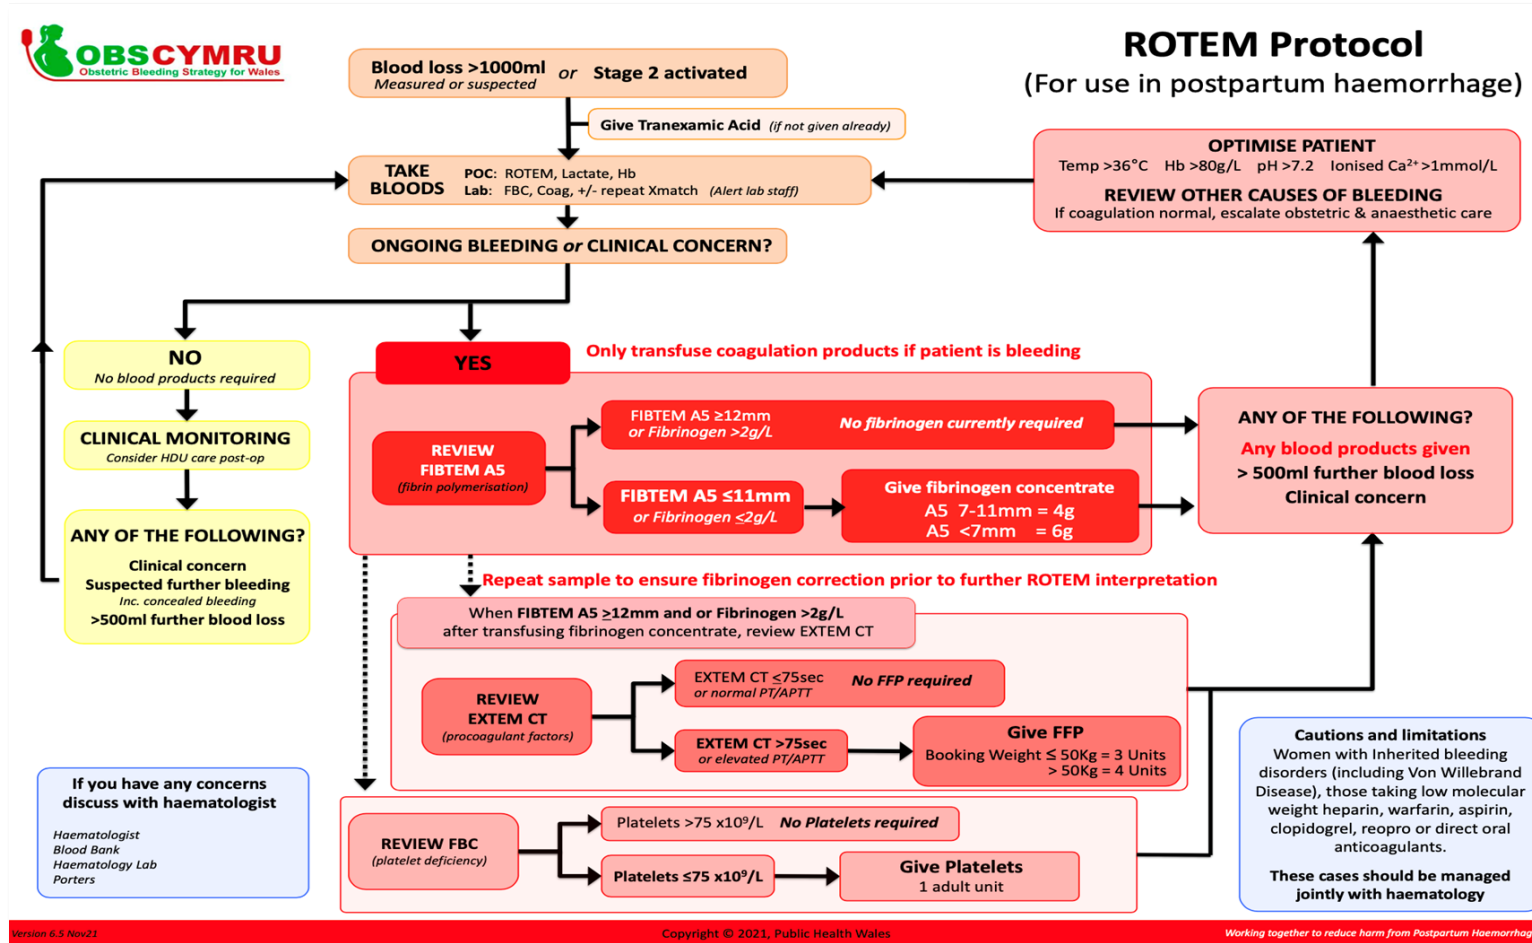 OBSCYMRU
Obstetric Bleeding Strategy for Wales
ROTEM Protocol
(For use in postpartum haemorrhage)
Blood loss >1000ml or Stage 2 activated
Measured or suspected
Give Tranexamic Acid (if not given already)
TAKE BLOODS
POC: ROTEM, Lactate, Hb
Lab: FBC, Coag, +/- repeat Xmatch (Alert lab staff)
ONGOING BLEEDING or CLINICAL CONCERN?
OPTIMISE PATIENT
Temp >36°C Hb >80g/L pH >7.2 Ionised Ca²⁺ >1mmol/L
REVIEW OTHER CAUSES OF BLEEDING
If coagulation normal, escalate obstetric & anaesthetic care
NO
No blood products required
CLINICAL MONITORING
Consider HDU care post-op
ANY OF THE FOLLOWING?
Clinical concern
Suspected further bleeding
Inc. concealed bleeding
>500ml further blood loss
YES
Only transfuse coagulation products if patient is bleeding
REVIEW
FIBTEM A5
(fibrin polymerisation)
FIBTEM A5 ≥12mm
or Fibrinogen >2g/L
No fibrinogen currently required
FIBTEM A5 ≤11mm
or Fibrinogen ≤2g/L
Give fibrinogen concentrate
A5 7-11mm = 4g
A5 <7mm = 6g
ANY OF THE FOLLOWING?
Any blood products given
> 500ml further blood loss
Clinical concern
Repeat sample to ensure fibrinogen correction prior to further ROTEM interpretation
When FIBTEM A5 ≥12mm and or Fibrinogen >2g/L
after transfusing fibrinogen concentrate, review EXTEM CT
REVIEW
EXTEM CT
(procoagulant factors)
EXTEM CT ≤75sec
or normal PT/APTT
No FFP required
EXTEM CT >75sec
or elevated PT/APTT
Give FFP
Booking Weight ≤ 50Kg = 3 Units
> 50Kg = 4 Units
REVIEW FBC
(platelet deficiency)
Platelets >75 x10⁹/L No Platelets required
Platelets ≤75 x10⁹/L
Give Platelets
1 adult unit
If you have any concerns
discuss with haematologist
Haematologist
Blood Bank
Haematology Lab
Porters
Cautions and limitations
Women with Inherited bleeding
disorders (including Von Willebrand
Disease), those taking low molecular
weight heparin, warfarin, aspirin,
clopidogrel, reopro or direct oral
anticoagulants.
These cases should be managed
jointly with haematology
Version 6.5 Nov21
Copyright © 2021, Public Health Wales
Working together to reduce harm from Postpartum Haemorrhag